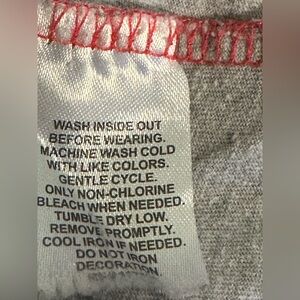 WASH INSIDE OUT
BEFORE WEARING.
MACHINE WASH COLD
WITH LIKE COLORS.
GENTLE CYCLE.
ONLY NON-CHLORINE
BLEACH WHEN NEEDED.
TUMBLE DRY LOW.
REMOVE PROMPTLY.
COOL IRON IF NEEDED.
DO NOT IRON
DECORATION.